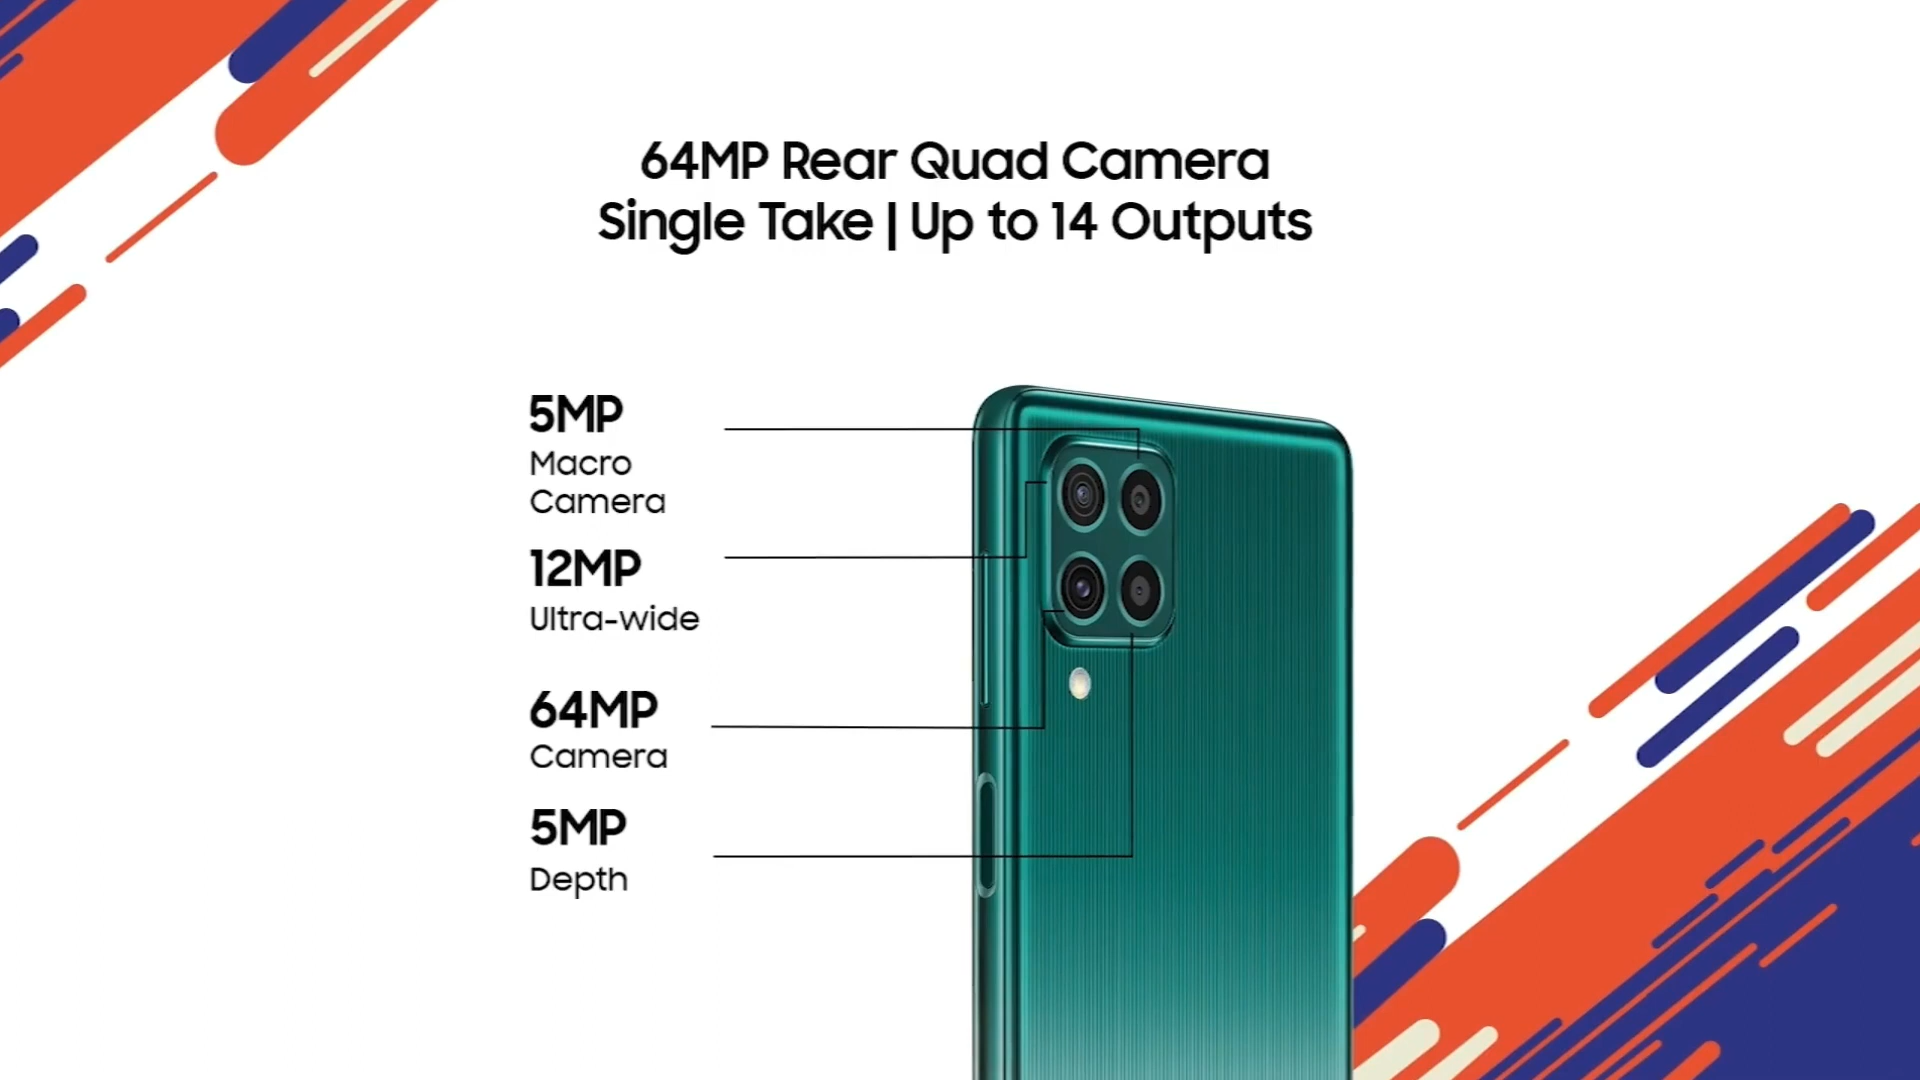 64MP Rear Quad Camera
Single Take | Up to 14 Outputs
5MP
Macro
Camera
12MP
Ultra-wide
64MP
Camera
5MP
Depth